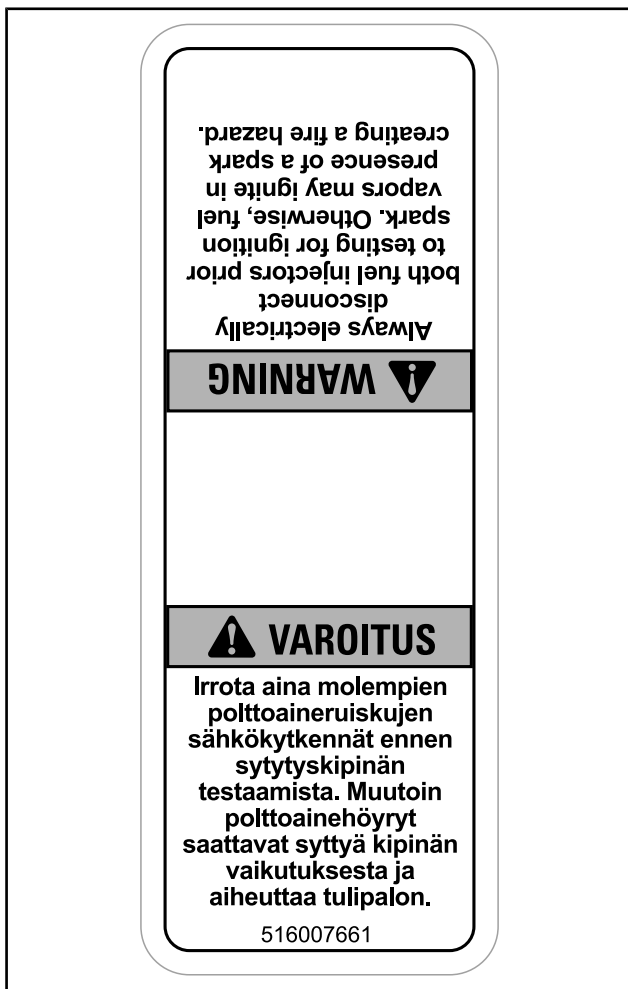 WARNING
Always electrically
disconnect
both fuel injectors prior
to testing for ignition
spark. Otherwise, fuel
vapors may ignite in
presence of a spark
creating a fire hazard.
VAROITUS
Irrota aina molempien
polttoaineruiskujen
sähkökytkennät ennen
sytytyskipinän
testaamista. Muutoin
polttoainehöyryt
saattavat syttyä kipinän
vaikutuksesta ja
aiheuttaa tulipalon.
516007661